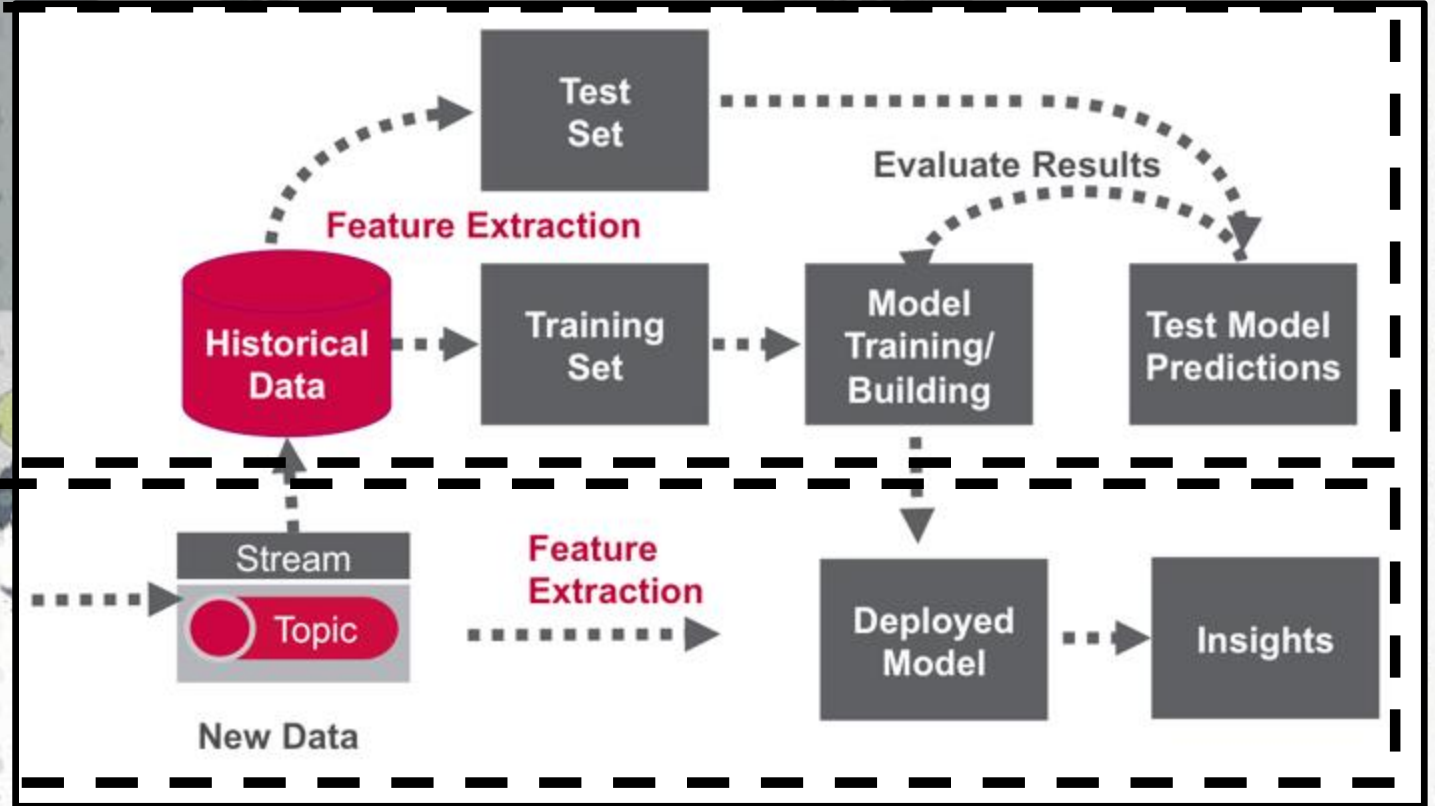 Test
Set
Evaluate Results
Feature Extraction
Historical
Data
Training
Set
Model
Training/
Building
Test Model
Predictions
Stream
Topic
New Data
Feature
Extraction
Deployed
Model
Insights